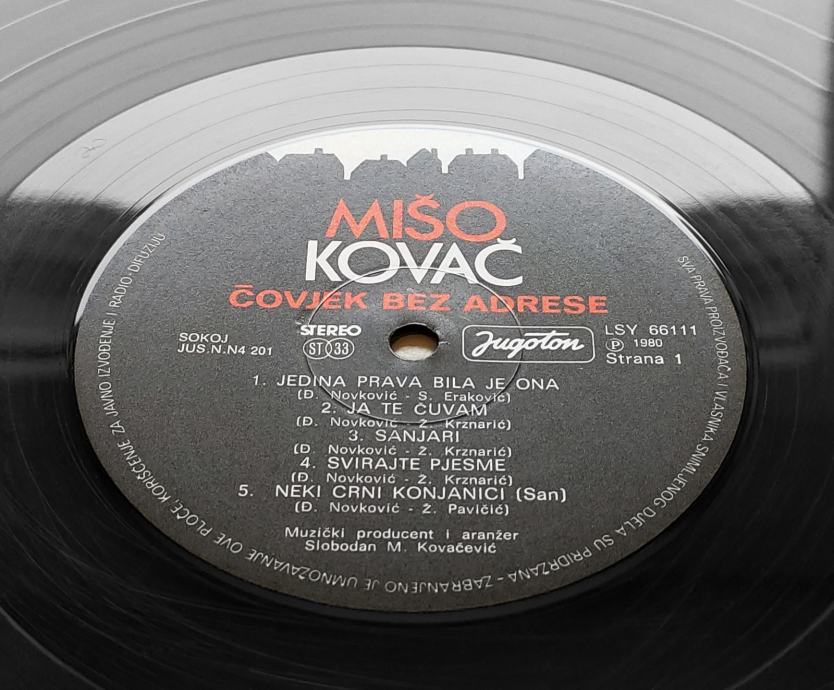 MIŠO
KOVAČ
ČOVJEK BEZ ADRESE
SOKOJ
JUS.N.N4 201
STEREO
ST 33
Jugoton
LSY 66111
Ⓟ 1980
Strana 1
1. JEDINA PRAVA BILA JE ONA
(Đ. Novković - S. Eraković)
2. JA TE ČUVAM
(Đ. Novković - Ž. Krznarić)
3. SANJARI
(Đ Novković - Ž. Krznarić)
4. SVIRAJTE PJESME
(Đ. Novković - Ž. Krznarić)
5. NEKI CRNI KONJANICI (San)
(Đ. Novković - Ž. Pavičić)
Muzički producent i aranžer
Slobodan M. Kovačević
SVA PRAVA PROIZVOĐAČA I VLASNIKA SNIMLJENOG DJELA SU PRIDRŽANA - ZABRANJENO JE UMNOŽAVANJE OVE PLOČE, KORIŠĆENJE ZA JAVNO IZVOĐENJE I RADIO-DIFUZIJU